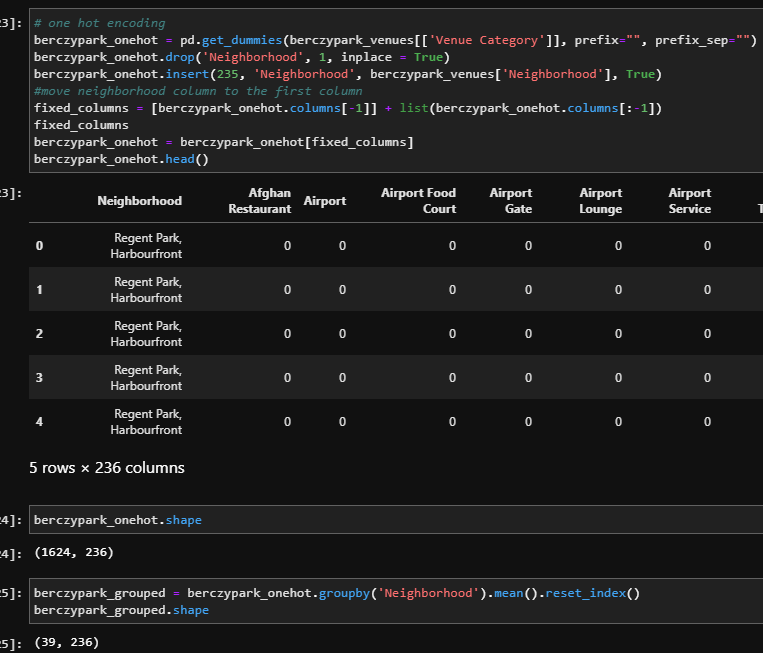 3]:
# one hot encoding
berczypark_onehot = pd.get_dummies(berczypark_venues[['Venue Category']], prefix="", prefix_sep="")
berczypark_onehot.drop('Neighborhood', 1, inplace = True)
berczypark_onehot.insert(235, 'Neighborhood', berczypark_venues['Neighborhood'], True)
#move neighborhood column to the first column
fixed_columns = [berczypark_onehot.columns[-1]] + list(berczypark_onehot.columns[:-1])
fixed_columns
berczypark_onehot = berczypark_onehot[fixed_columns]
berczypark_onehot.head()
3]:
Neighborhood Afghan Restaurant Airport Airport Food Court Airport Gate Airport Lounge Airport Service T
0 Regent Park, Harbourfront 0 0 0 0 0 0
1 Regent Park, Harbourfront 0 0 0 0 0 0
2 Regent Park, Harbourfront 0 0 0 0 0 0
3 Regent Park, Harbourfront 0 0 0 0 0 0
4 Regent Park, Harbourfront 0 0 0 0 0 0
5 rows × 236 columns
4]: berczypark_onehot.shape
4]: (1624, 236)
5]: berczypark_grouped = berczypark_onehot.groupby('Neighborhood').mean().reset_index()
berczypark_grouped.shape
5]: (39, 236)